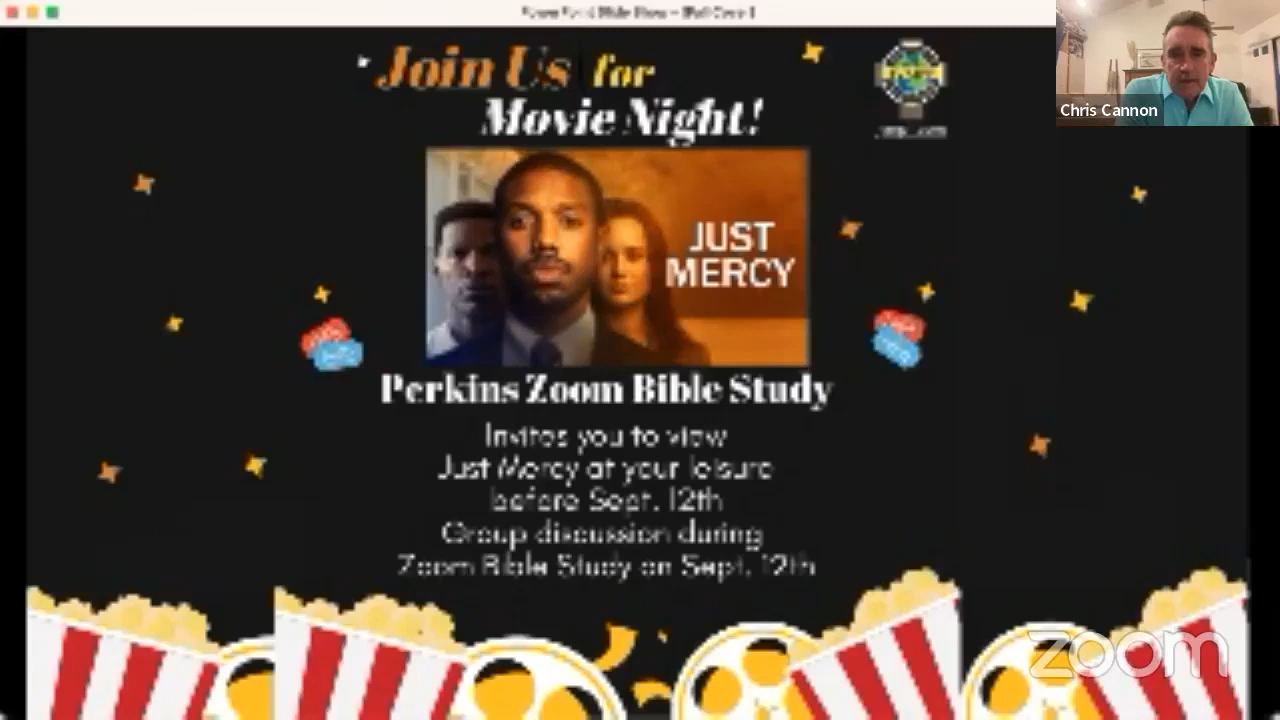 Join Us for
Movie Night!
Chris Cannon
JUST
MERCY
Perkins Zoom Bible Study
Invites you to view
Just Mercy at your leisure
before Sept. 12th
Group discussion during
Zoom Bible Study on Sept. 12th
zoom